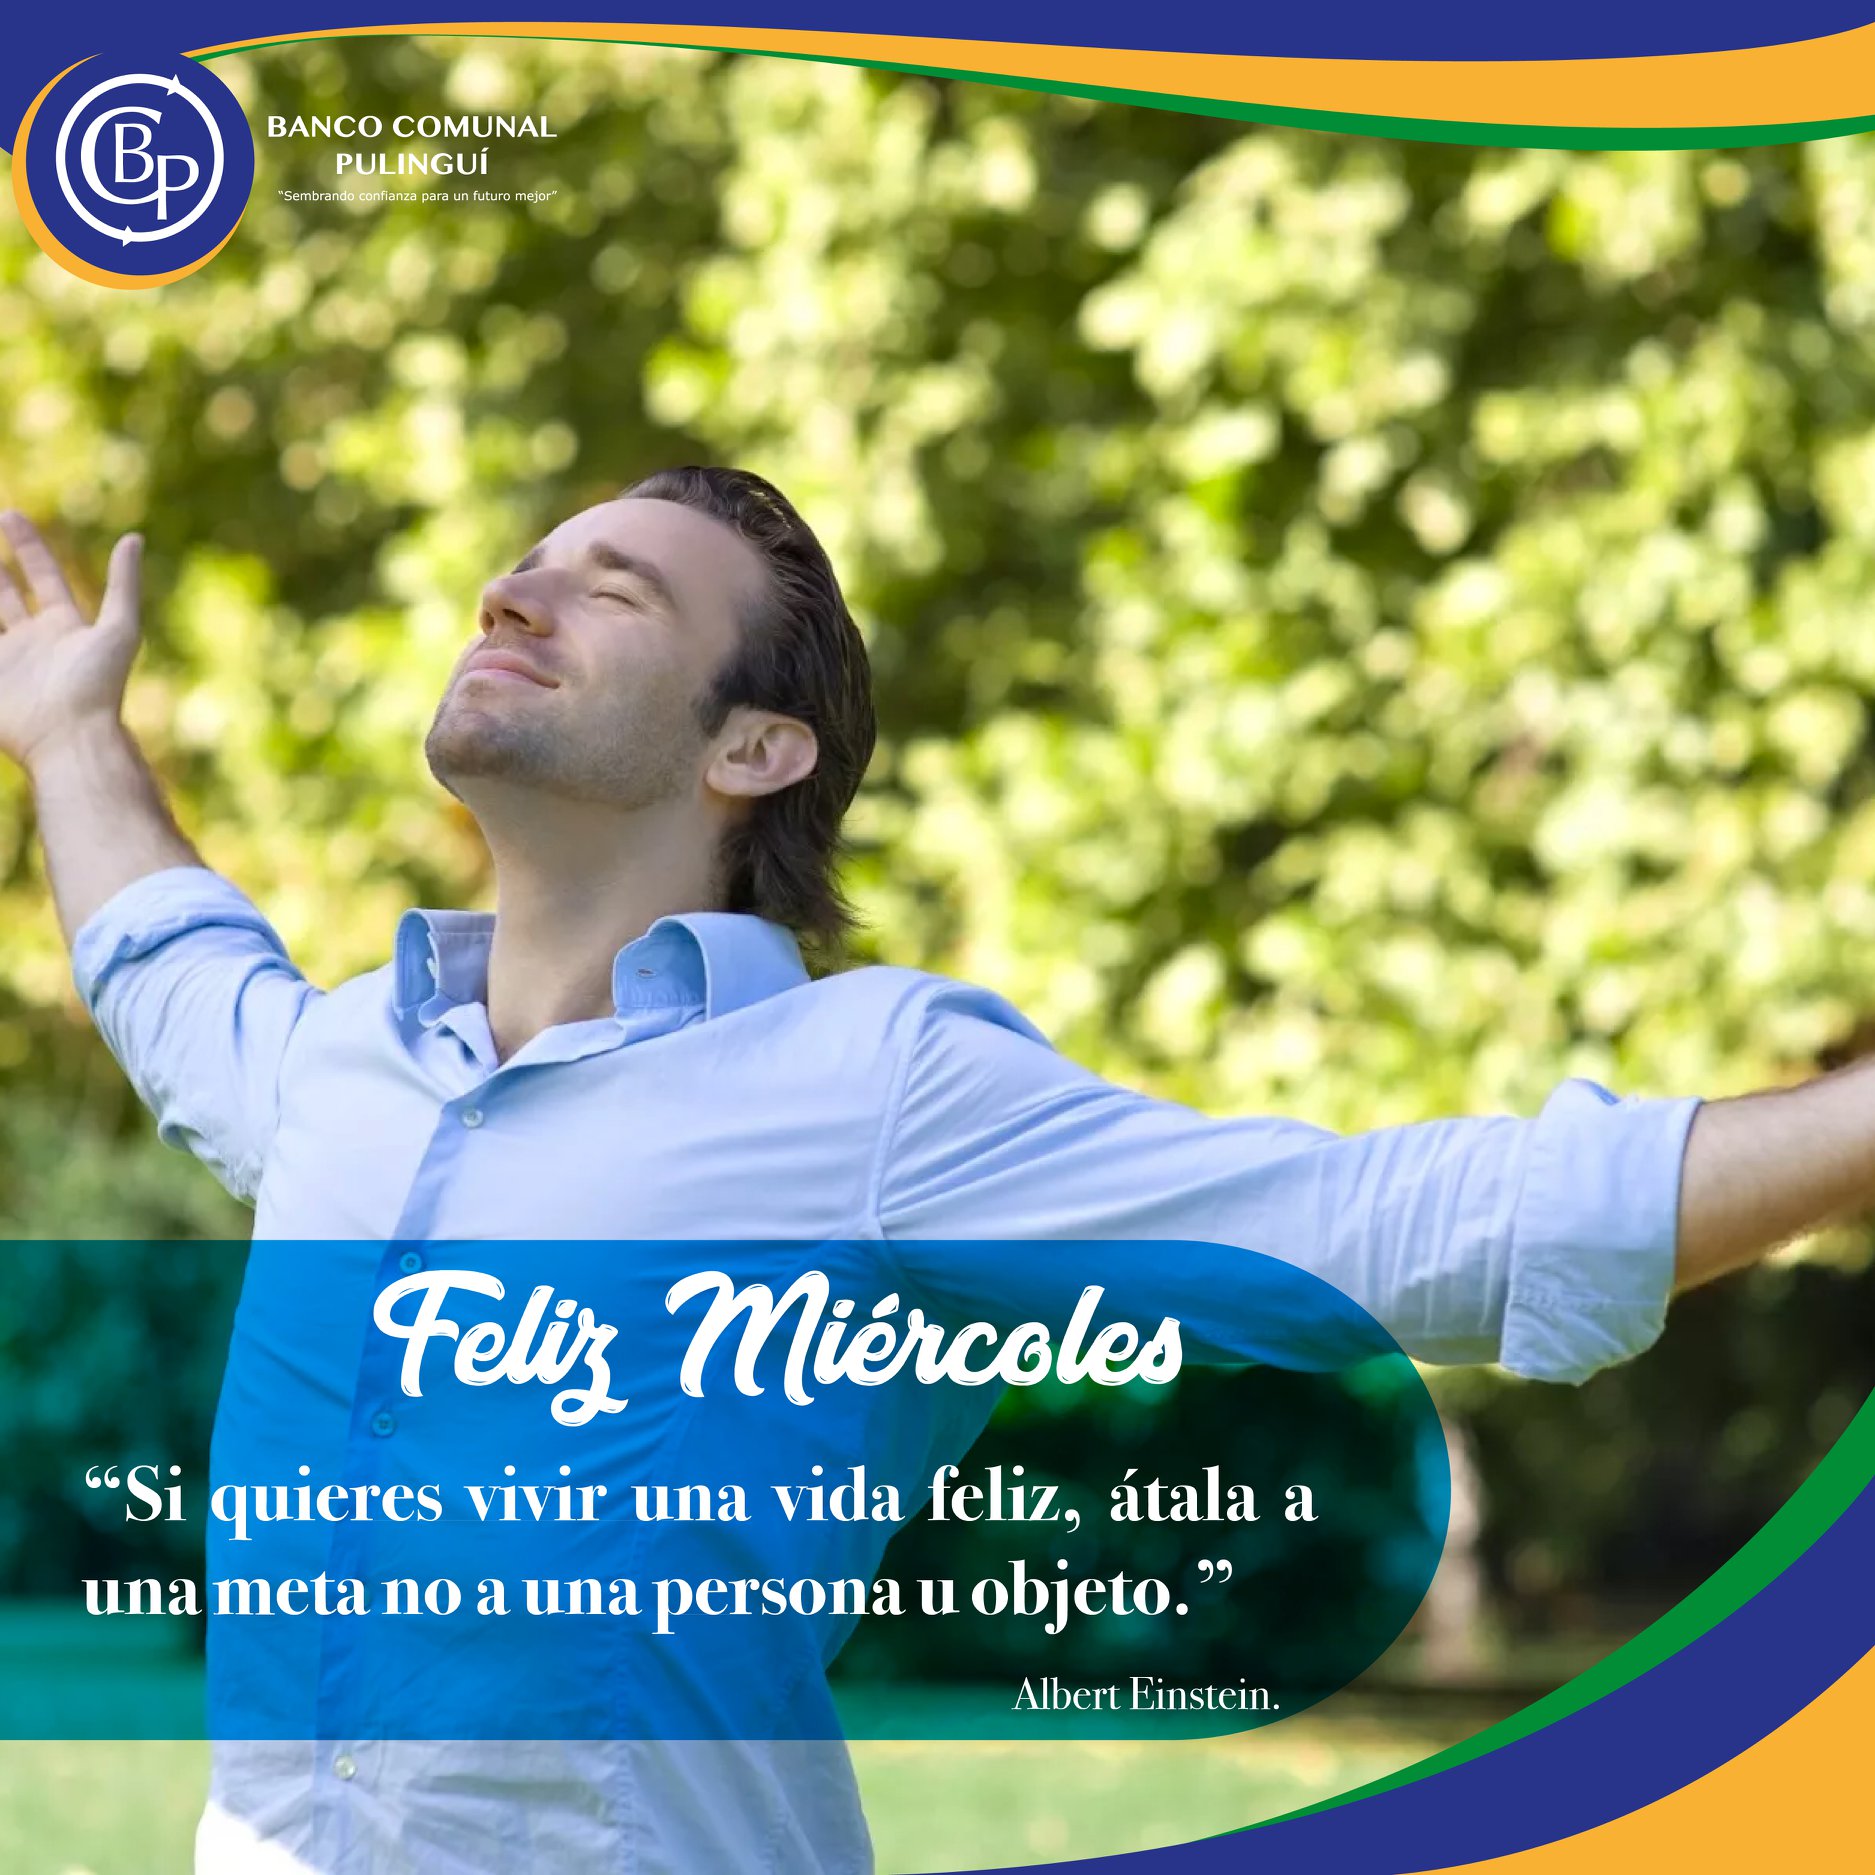 BANCO COMUNAL
PULINGUÍ
"Sembrando confianza para un futuro mejor"
CBP
Feliz Miércoles
“Si quieres vivir una vida feliz, átala a
una meta no a una persona u objeto.”
Albert Einstein.